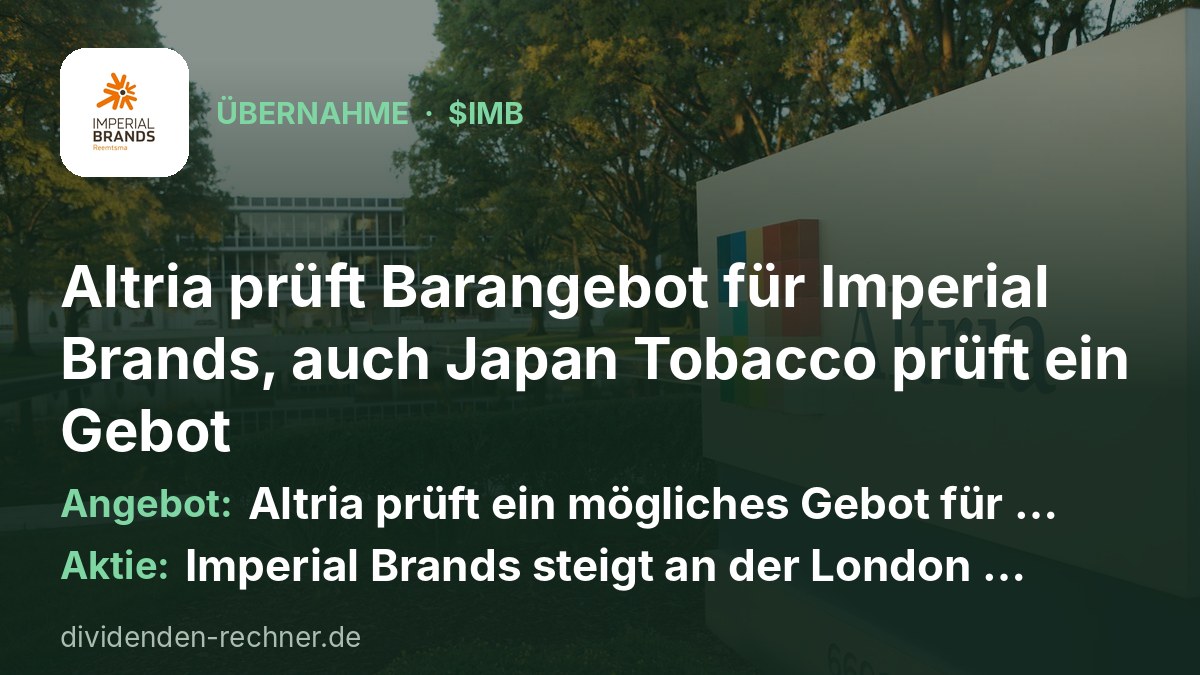 IMPERIAL
BRANDS
Reemtsma
ÜBERNAHME · $IMB
Altria prüft Barangebot für Imperial
Brands, auch Japan Tobacco prüft ein
Gebot
Altria
Angebot: Altria prüft ein mögliches Gebot für …
Aktie: Imperial Brands steigt an der London …
dividenden-rechner.de